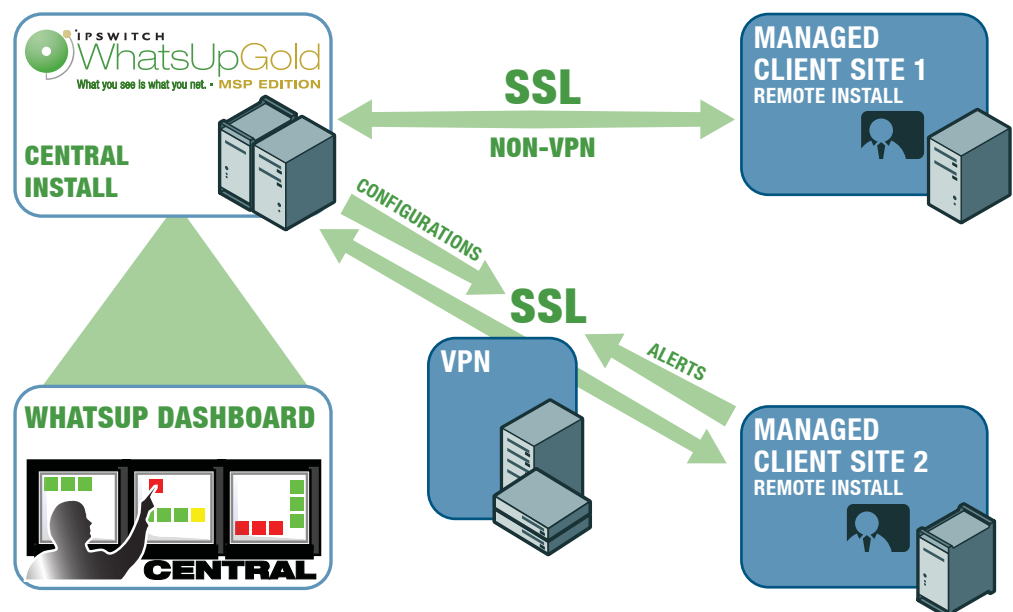 IPSWITCH
WhatsUpGold
What you see is what you net. • MSP EDITION
CENTRAL
INSTALL
SSL
NON-VPN
MANAGED
CLIENT SITE 1
REMOTE INSTALL
CONFIGURATIONS
SSL
VPN
ALERTS
WHATSUP DASHBOARD
CENTRAL
MANAGED
CLIENT SITE 2
REMOTE INSTALL